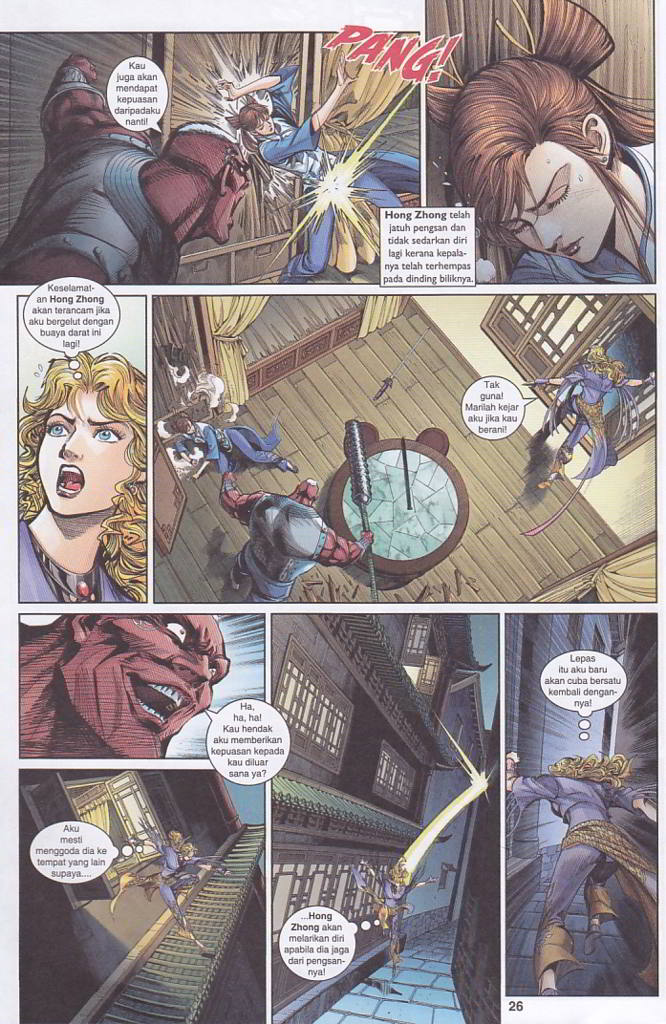 PANG!
Kau
juga akan
mendapat
kepuasan
daripadaku
nanti!
Hong Zhong telah
jatuh pengsan dan
tidak sedarkan diri
lagi kerana kepala-
nya telah terhempas
pada dinding biliknya.
Keselamat-
an Hong Zhong
akan terancam jika
aku bergelut dengan
buaya darat ini
lagi!
Tak
guna!
Marilah kejar
aku jika kau
berani!
Ha,
ha, ha!
Kau hendak
aku memberikan
kepuasan kepada
kau diluar
sana ya?
Aku
mesti
menggoda dia ke
tempat yang lain
supaya....
...Hong
Zhong akan
melarikan diri
apabila dia jaga
dari pengsan-
nya!
Lepas
itu aku baru
akan cuba bersatu
kembali dengan-
nya!
26